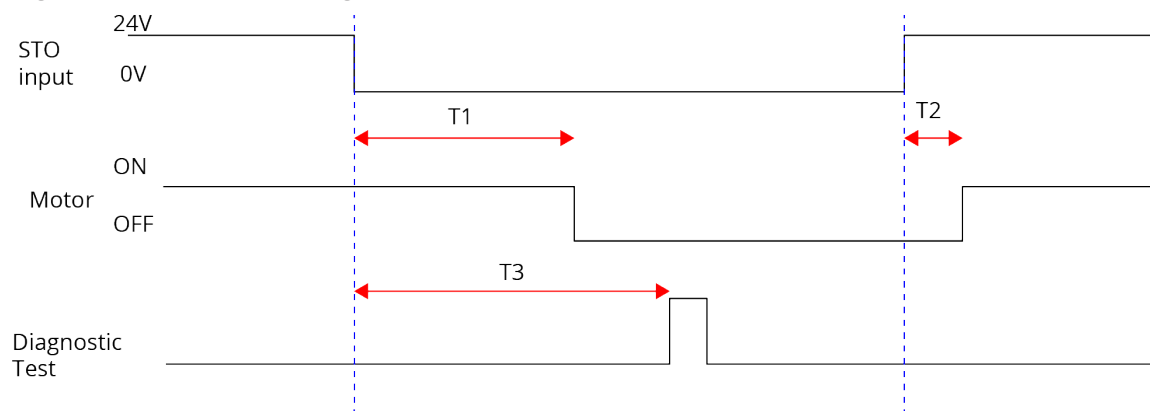 24V
STO
input
0V
T1
T2
ON
Motor
OFF
T3
Diagnostic
Test